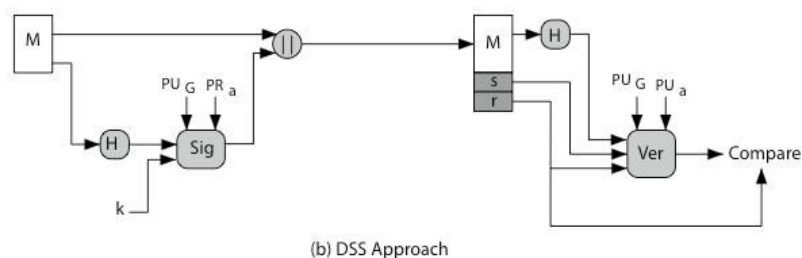 M
||
M
H
s
r
PU G
PR a
PU G
PU a
H
Sig
Ver
Compare
k
(b) DSS Approach